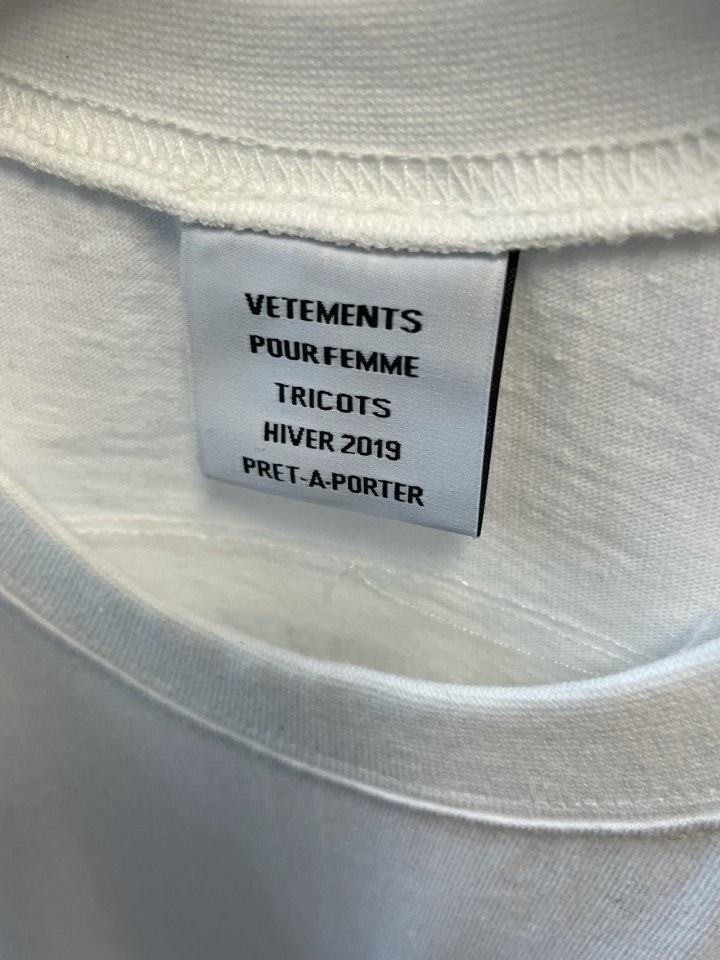 VETEMENTS
POUR FEMME
TRICOTS
HIVER 2019
PRET-A-PORTER